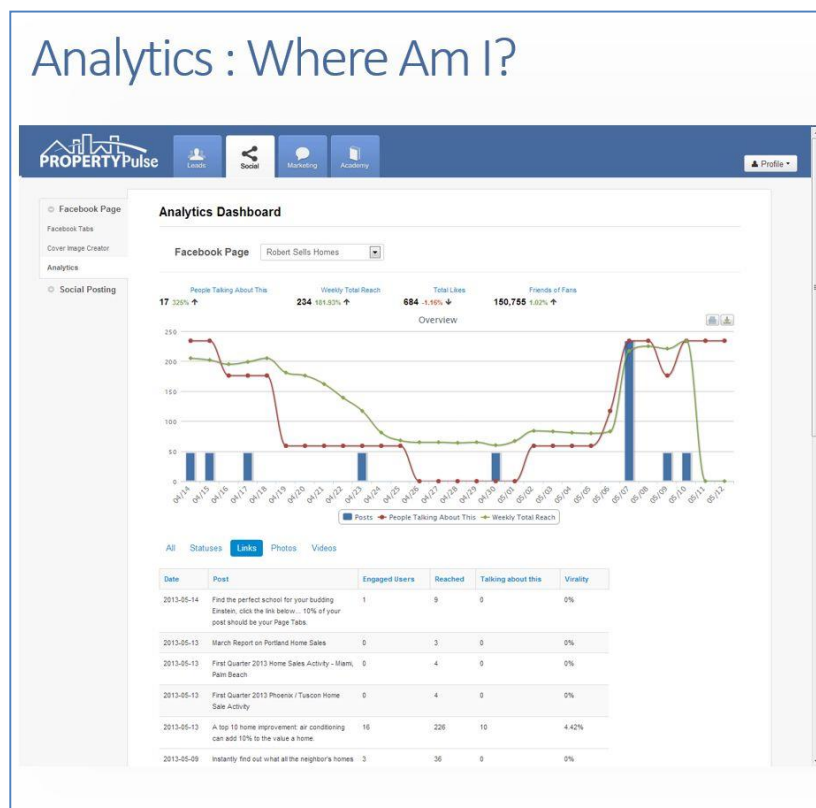 Analytics : Where Am I?
PROPERTYPulse
Leads
Social
Marketing
Academy
Profile
Facebook Page
Facebook Tabs
Cover Image Creator
Analytics
Social Posting
Analytics Dashboard
Facebook Page Robert Sells Homes
People Talking About This Weekly Total Reach Total Likes Friends of Fans
17 325% 234 181.93% 684 -1.16% 150,755 1.02%
Overview
250
200
150
100
50
0
04/14 04/15 04/16 04/17 04/18 04/19 04/20 04/21 04/22 04/23 04/24 04/25 04/26 04/27 04/28 04/29 04/30 05/01 05/02 05/03 05/04 05/05 05/06 05/07 05/08 05/09 05/10 05/11 05/12
Posts People Talking About This Weekly Total Reach
All Statuses Links Photos Videos
Date Post Engaged Users Reached Talking about this Virality
2013-05-14 Find the perfect school for your budding 1 9 0 0%
Einstein, click the link below... 10% of your
post should be your Page Tabs.
2013-05-13 March Report on Portland Home Sales 0 3 0 0%
2013-05-13 First Quarter 2013 Home Sales Activity - Miami, 0 4 0 0%
Palm Beach
2013-05-13 First Quarter 2013 Phoenix / Tuscon Home 0 4 0 0%
Sale Activity
2013-05-13 A top 10 home improvement: air conditioning 16 226 10 4.42%
can add 10% to the value a home.
2013-05-09 Instantly find out what all the neighbor's homes 3 36 0 0%